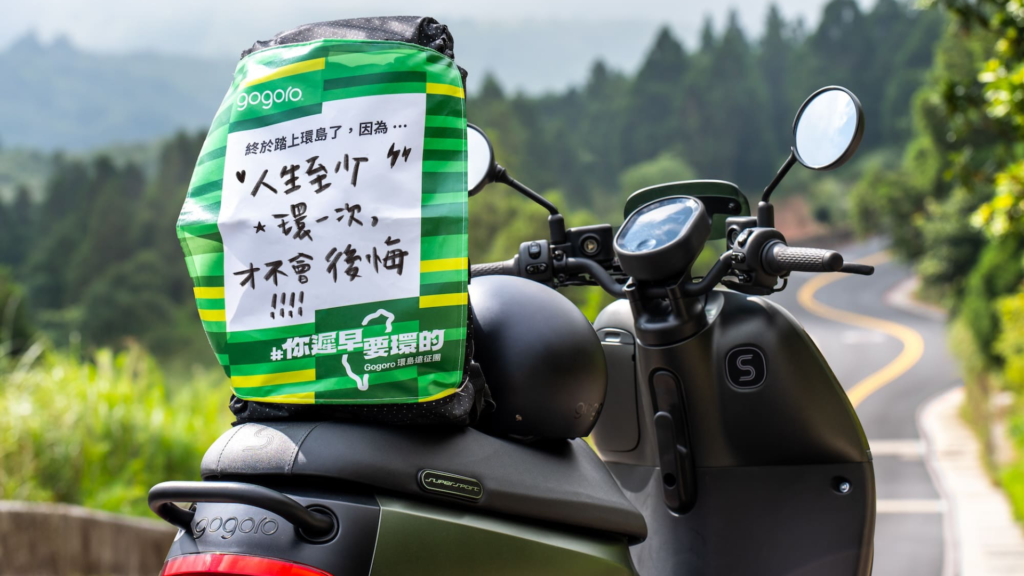 gogoro
終於踏上環島了，因為…
人生至少
環一次，
才不會後悔
!!!!
#你遲早要環的
Gogoro 環島遠征團
S
SUPERSPORT
gogoro